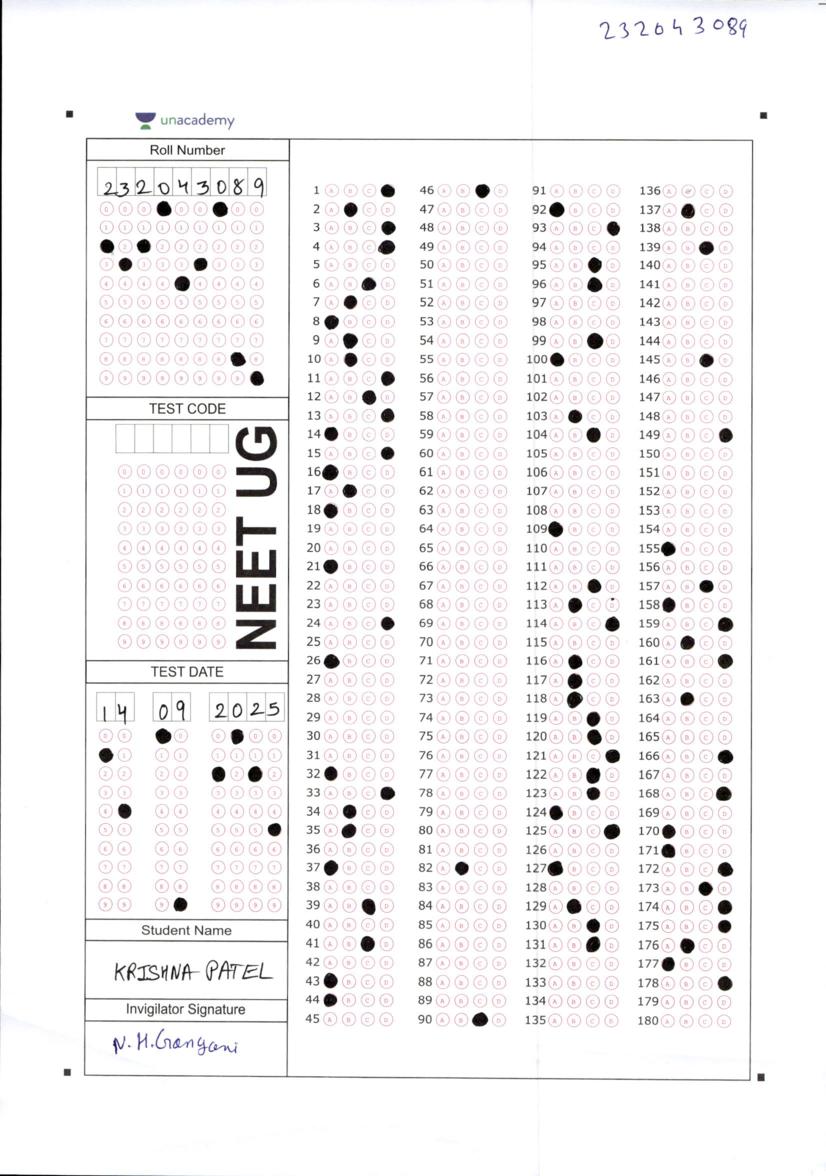 232043089
unacademy
Roll Number
232043089
TEST CODE
NEET UG
TEST DATE
14 09 2025
Student Name
KRISHNA PATEL
Invigilator Signature
N. H. Gangani
1 46 91 136
2 47 92 137
3 48 93 138
4 49 94 139
5 50 95 140
6 51 96 141
7 52 97 142
8 53 98 143
9 54 99 144
10 55 100 145
11 56 101 146
12 57 102 147
13 58 103 148
14 59 104 149
15 60 105 150
16 61 106 151
17 62 107 152
18 63 108 153
19 64 109 154
20 65 110 155
21 66 111 156
22 67 112 157
23 68 113 158
24 69 114 159
25 70 115 160
26 71 116 161
27 72 117 162
28 73 118 163
29 74 119 164
30 75 120 165
31 76 121 166
32 77 122 167
33 78 123 168
34 79 124 169
35 80 125 170
36 81 126 171
37 82 127 172
38 83 128 173
39 84 129 174
40 85 130 175
41 86 131 176
42 87 132 177
43 88 133 178
44 89 134 179
45 90 135 180